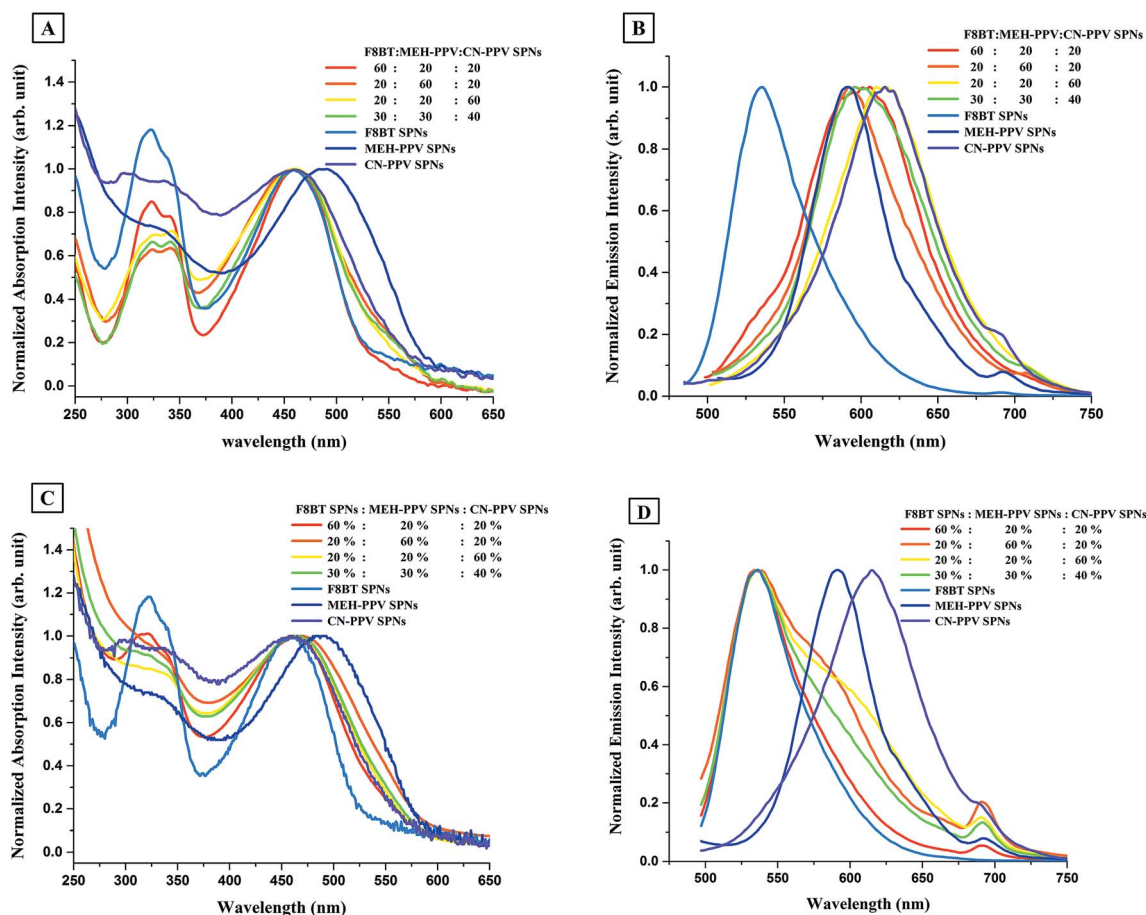 A
F8BT:MEH-PPV:CN-PPV SPNs
60 : 20 : 20
20 : 60 : 20
20 : 20 : 60
30 : 30 : 40
F8BT SPNs
MEH-PPV SPNs
CN-PPV SPNs
Normalized Absorption Intensity (arb. unit)
1.4
1.2
1.0
0.8
0.6
0.4
0.2
0.0
250 300 350 400 450 500 550 600 650
wavelength (nm)
B
F8BT:MEH-PPV:CN-PPV SPNs
60 : 20 : 20
20 : 60 : 20
20 : 20 : 60
30 : 30 : 40
F8BT SPNs
MEH-PPV SPNs
CN-PPV SPNs
Normalized Emission Intensity (arb. unit)
1.0
0.8
0.6
0.4
0.2
0.0
500 550 600 650 700 750
Wavelength (nm)
C
F8BT SPNs : MEH-PPV SPNs : CN-PPV SPNs
60 % : 20 % : 20 %
20 % : 60 % : 20 %
20 % : 20 % : 60 %
30 % : 30 % : 40 %
F8BT SPNs
MEH-PPV SPNs
CN-PPV SPNs
Normalized Absorption Intensity (arb. unit)
1.4
1.2
1.0
0.8
0.6
0.4
0.2
0.0
250 300 350 400 450 500 550 600 650
Wavelength (nm)
D
F8BT SPNs : MEH-PPV SPNs : CN-PPV SPNs
60 % : 20 % : 20 %
20 % : 60 % : 20 %
20 % : 20 % : 60 %
30 % : 30 % : 40 %
F8BT SPNs
MEH-PPV SPNs
CN-PPV SPNs
Normalized Emission Intensity (arb. unit)
1.0
0.8
0.6
0.4
0.2
0.0
500 550 600 650 700 750
Wavelength (nm)